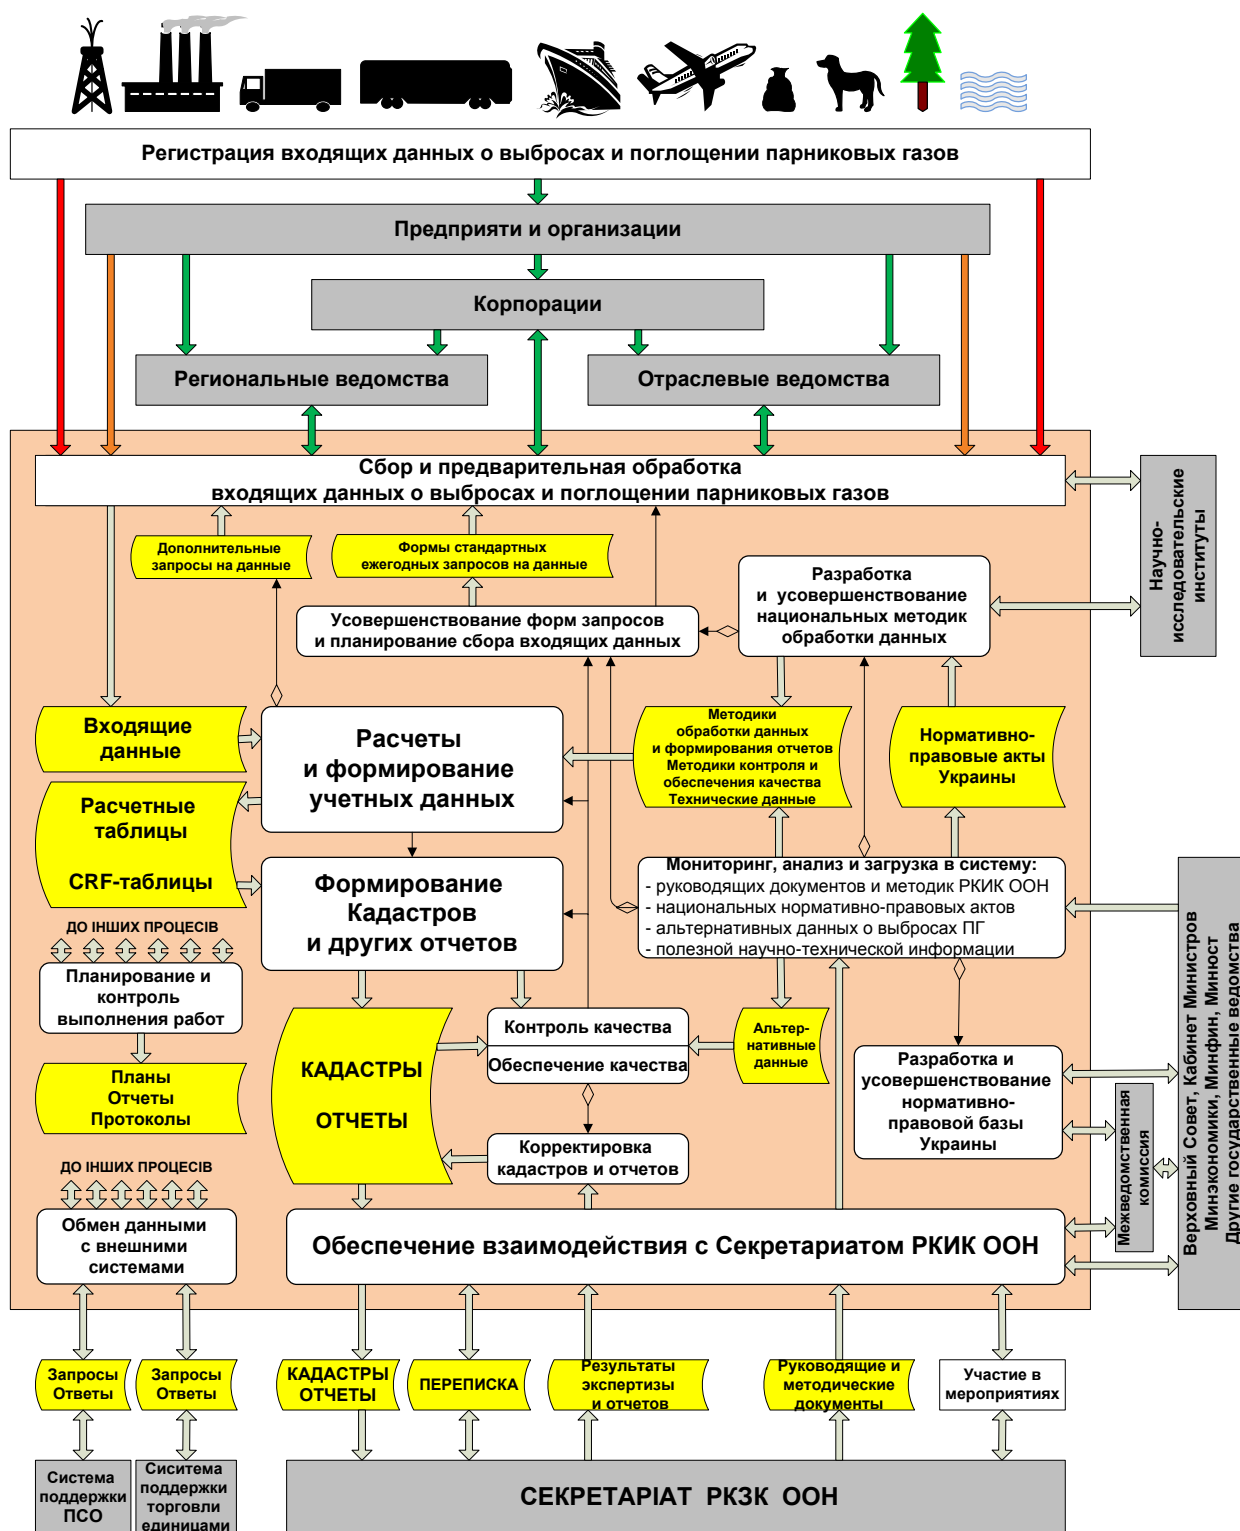 Регистрация входящих данных о выбросах и поглощении парниковых газов
Предприяти и организации
Корпорации
Региональные ведомства
Отраслевые ведомства
Сбор и предварительная обработка
входящих данных о выбросах и поглощении парниковых газов
Научно-
исследовательские
институты
Дополнительные
запросы на данные
Формы стандартных
ежегодных запросов на данные
Разработка
и усовершенствование
национальных методик
обработки данных
Усовершенствование форм запросов
и планирование сбора входящих данных
Входящие
данные
Расчеты
и формирование
учетных данных
Методики
обработки данных
и формирования отчетов
Методики контроля и
обеспечения качества
Технические данные
Нормативно-
правовые акты
Украины
Расчетные
таблицы
CRF-таблицы
Формирование
Кадастров
и других отчетов
Мониторинг, анализ и загрузка в систему:
- руководящих документов и методик РКИК ООН
- национальных нормативно-правовых актов
- альтернативных данных о выбросах ПГ
- полезной научно-технической информации
Верховный Совет, Кабинет Министров
Минэкономики, Минфин, Минюст
Другие государственные ведомства
ДО ІНШИХ ПРОЦЕСІВ
Планирование и
контроль
выполнения работ
Планы
Отчеты
Протоколы
КАДАСТРЫ
ОТЧЕТЫ
Контроль качества
Обеспечение качества
Альтер-
нативные
данные
Разработка и
усовершенствование
нормативно-
правовой базы
Украины
Межведомственная
комиссия
Корректировка
кадастров и отчетов
ДО ІНШИХ ПРОЦЕСІВ
Обмен данными
с внешними
системами
Обеспечение взаимодействия с Секретариатом РКИК ООН
Запросы
Ответы
Запросы
Ответы
КАДАСТРЫ
ОТЧЕТЫ
ПЕРЕПИСКА
Результаты
экспертизы
и отчетов
Руководящие и
методические
документы
Участие в
мероприятиях
Система
поддержки
ПСО
Сиситема
поддержки
торговли
единицами
СЕКРЕТАРІАТ РКЗК ООН